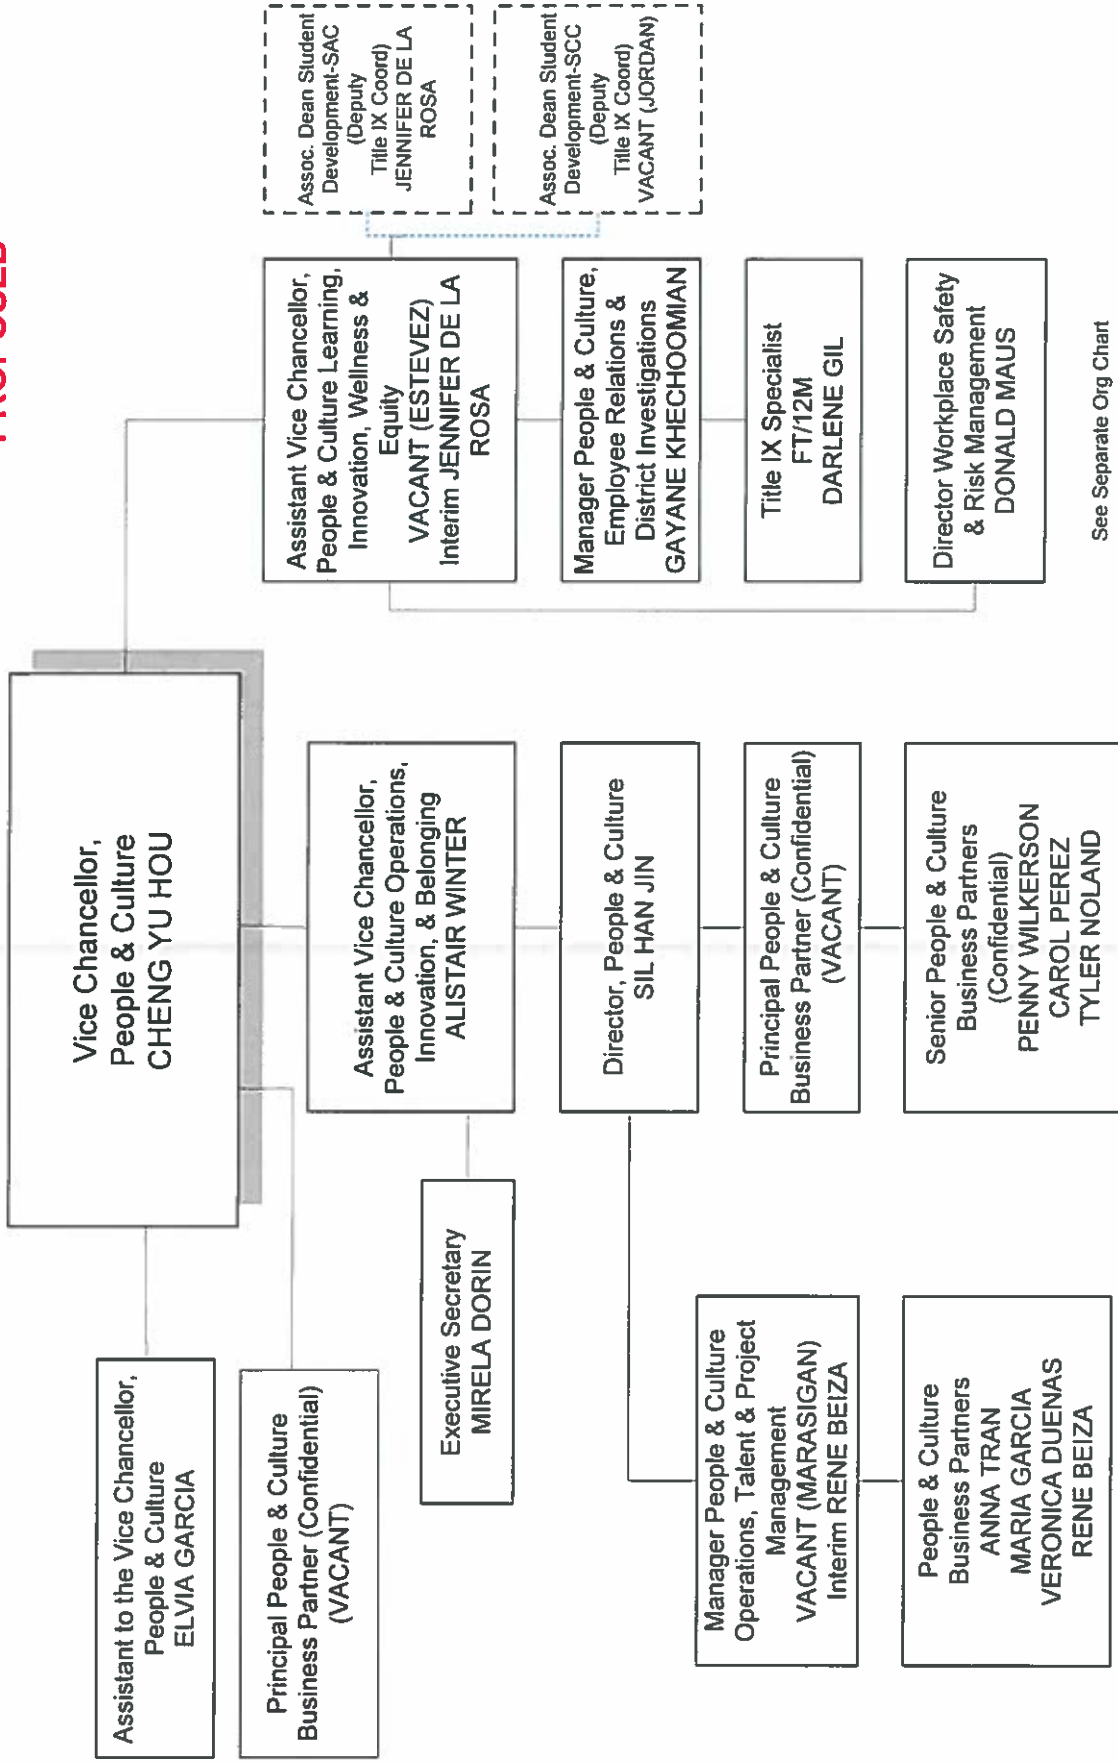 PROPOSED
Vice Chancellor,
People & Culture
CHENG YU HOU
Assistant to the Vice Chancellor,
People & Culture
ELVIA GARCIA
Principal People & Culture
Business Partner (Confidential)
(VACANT)
Assistant Vice Chancellor,
People & Culture Operations,
Innovation, & Belonging
ALISTAIR WINTER
Executive Secretary
MIRELA DORIN
Director, People & Culture
SIL HAN JIN
Manager People & Culture
Operations, Talent & Project
Management
VACANT (MARASIGAN)
Interim RENE BEIZA
People & Culture
Business Partners
ANNA TRAN
MARIA GARCIA
VERONICA DUENAS
RENE BEIZA
Principal People & Culture
Business Partner (Confidential)
(VACANT)
Senior People & Culture
Business Partners
(Confidential)
PENNY WILKERSON
CAROL PEREZ
TYLER NOLAND
Assistant Vice Chancellor,
People & Culture Learning,
Innovation, Wellness &
Equity
VACANT (ESTEVEZ)
Interim JENNIFER DE LA
ROSA
Assoc. Dean Student
Development-SAC
(Deputy
Title IX Coord)
JENNIFER DE LA
ROSA
Assoc. Dean Student
Development-SCC
(Deputy
Title IX Coord)
VACANT (JORDAN)
Manager People & Culture,
Employee Relations &
District Investigations
GAYANE KHECHOOMIAN
Title IX Specialist
FT/12M
DARLENE GIL
Director Workplace Safety
& Risk Management
DONALD MAUS
See Separate Org Chart